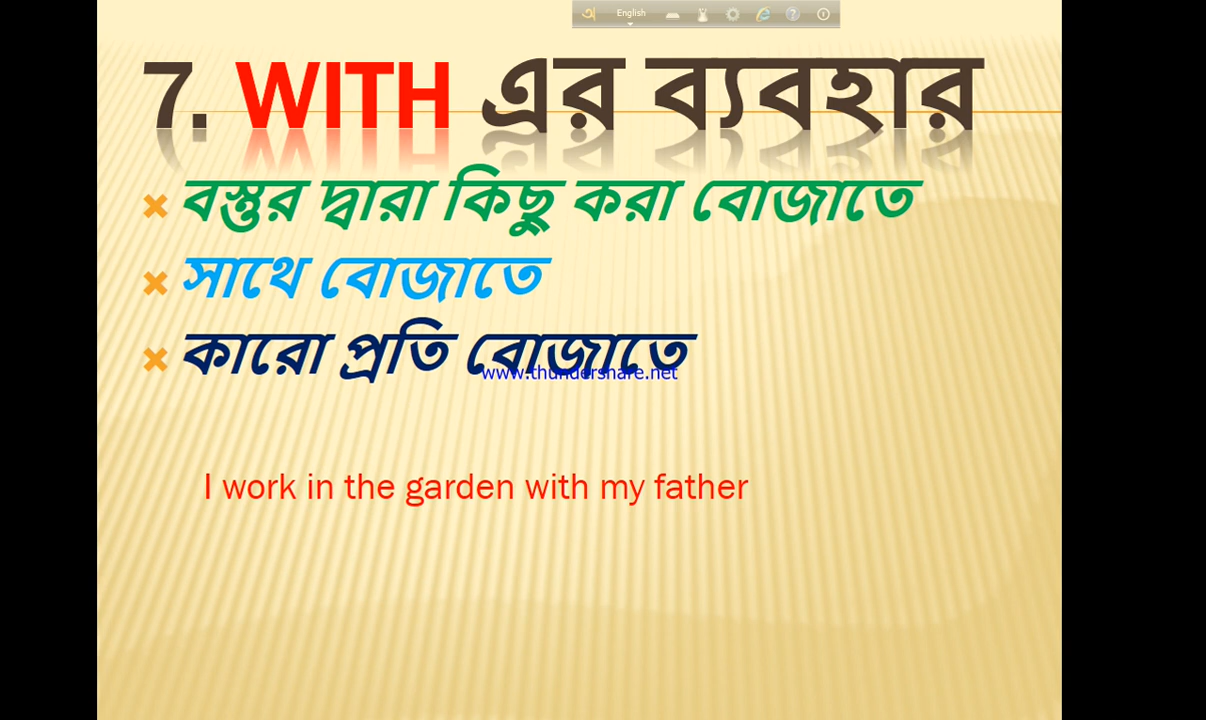 English
7. WITH এর ব্যবহার
বস্তুর দ্বারা কিছু করা বোজাতে
সাথে বোজাতে
কারো প্রতি বোজাতে
www.thundershare.net
I work in the garden with my father